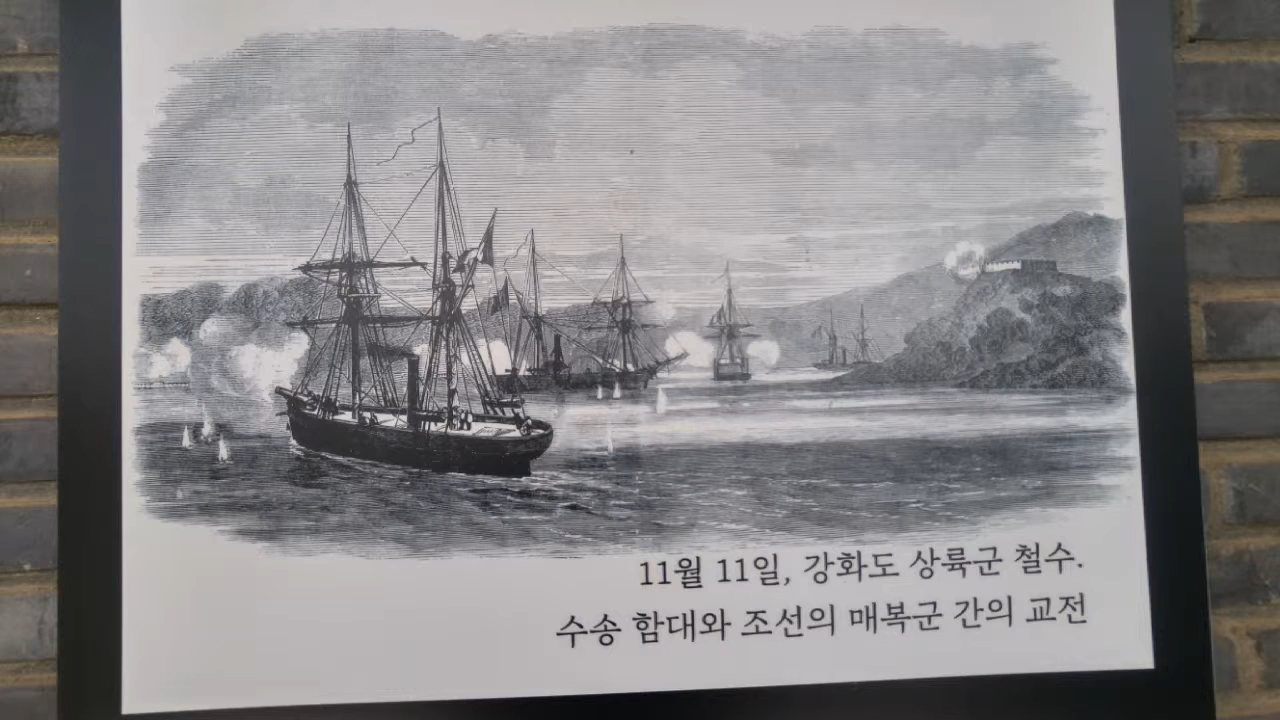 11월 11일, 강화도 상륙군 철수.
수송 함대와 조선의 매복군 간의 교전